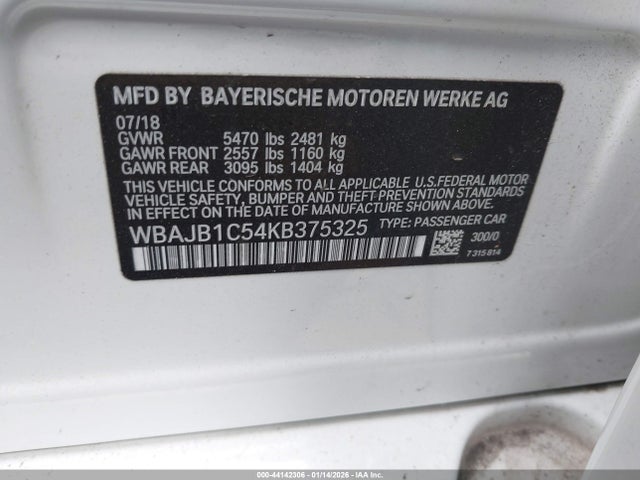 MFD BY BAYERISCHE MOTOREN WERKE AG
07/18
GVWR 5470 lbs 2481 kg
GAWR FRONT 2557 lbs 1160 kg
GAWR REAR 3095 lbs 1404 kg
THIS VEHICLE CONFORMS TO ALL APPLICABLE U.S.FEDERAL MOTOR
VEHICLE SAFETY, BUMPER AND THEFT PREVENTION STANDARDS
IN EFFECT ON THE DATE OF MANUFACTURE SHOWN ABOVE.
WBAJB1C54KB375325 TYPE: PASSENGER CAR
300/0
7315814
000-44142306 - 01/14/2026 - IAA Inc.